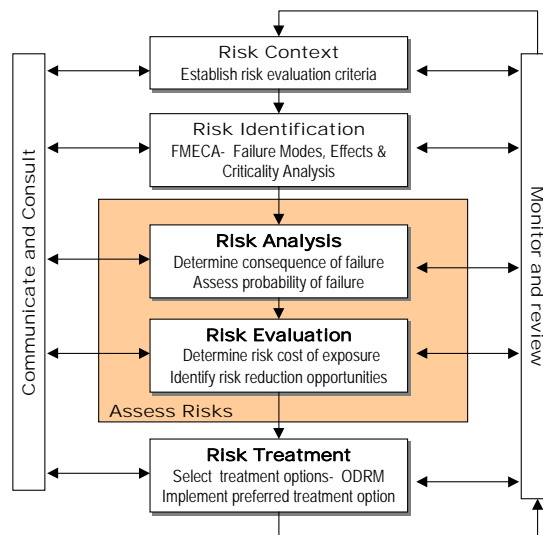 Risk Context
Establish risk evaluation criteria
Risk Identification
FMECA- Failure Modes, Effects &
Criticality Analysis
Risk Analysis
Determine consequence of failure
Assess probability of failure
Risk Evaluation
Determine risk cost of exposure
Identify risk reduction opportunities
Assess Risks
Risk Treatment
Select treatment options- ODRM
Implement preferred treatment option
Communicate and Consult
Monitor and review